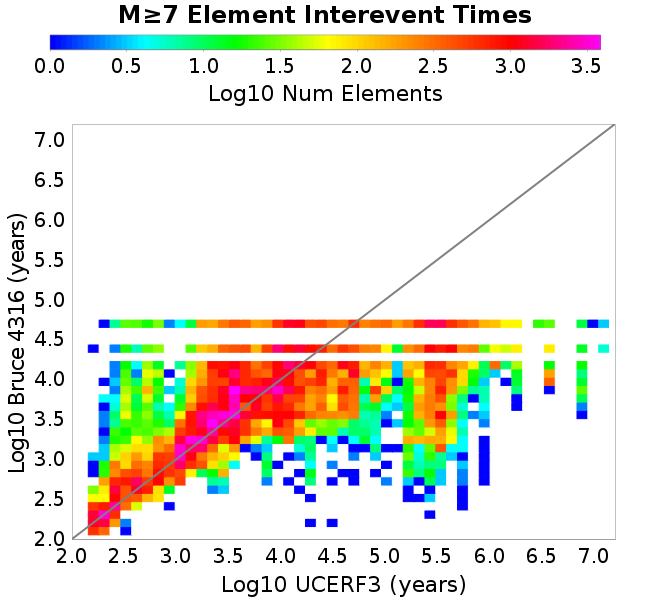 M≥7 Element Interevent Times
0.0 0.5 1.0 1.5 2.0 2.5 3.0 3.5
Log10 Num Elements
7.0
6.5
6.0
5.5
5.0
4.5
4.0
3.5
3.0
2.5
2.0
Log10 Bruce 4316 (years)
2.0 2.5 3.0 3.5 4.0 4.5 5.0 5.5 6.0 6.5 7.0
Log10 UCERF3 (years)